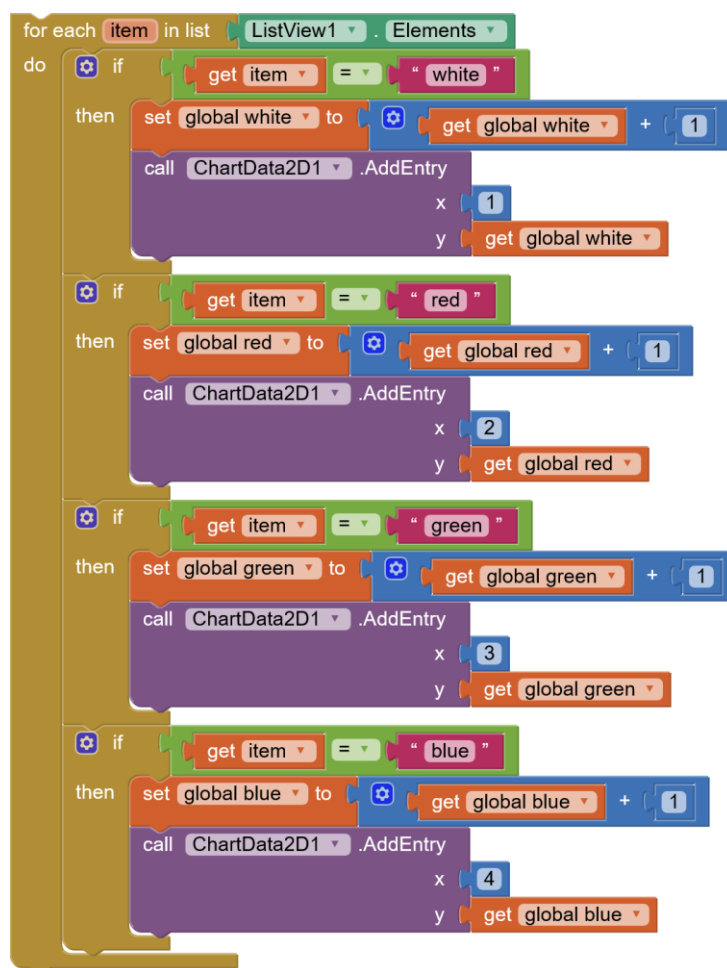 for each item in list ListView1 . Elements
do if get item = “ white ”
then set global white to get global white + 1
call ChartData2D1 .AddEntry
x 1
y get global white
if get item = “ red ”
then set global red to get global red + 1
call ChartData2D1 .AddEntry
x 2
y get global red
if get item = “ green ”
then set global green to get global green + 1
call ChartData2D1 .AddEntry
x 3
y get global green
if get item = “ blue ”
then set global blue to get global blue + 1
call ChartData2D1 .AddEntry
x 4
y get global blue